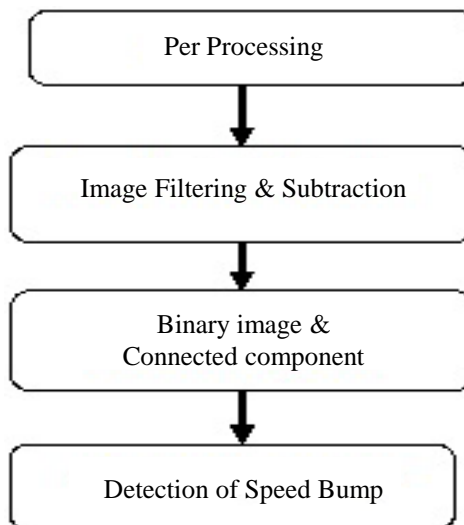 Per Processing
Image Filtering & Subtraction
Binary image &
Connected component
Detection of Speed Bump